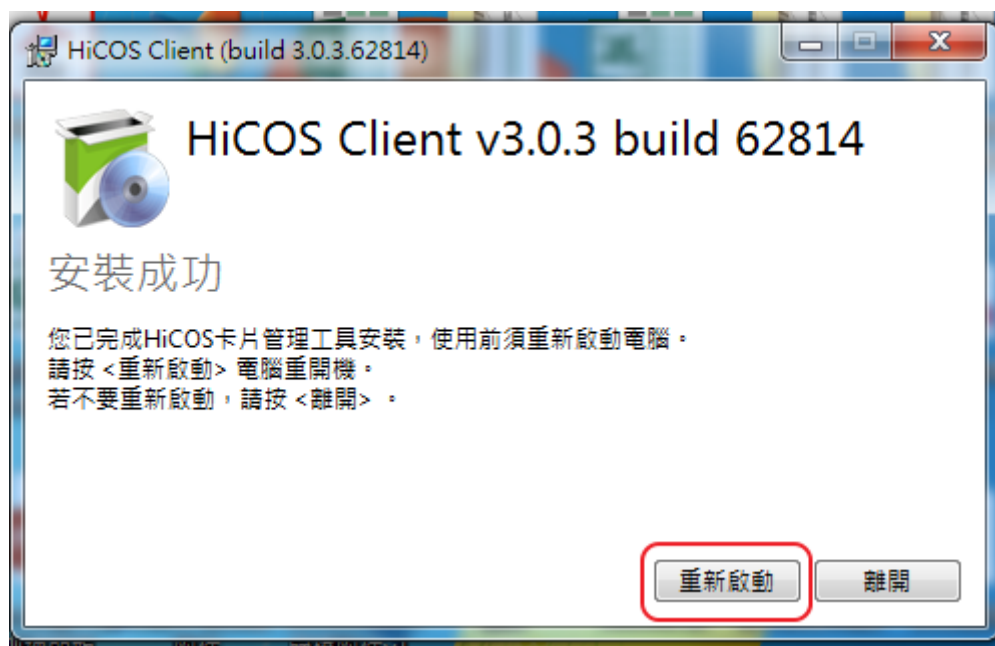 HiCOS Client (build 3.0.3.62814)
HiCOS Client v3.0.3 build 62814
安裝成功
您已完成HiCOS卡片管理工具安裝，使用前須重新啟動電腦。
請按 <重新啟動> 電腦重開機。
若不要重新啟動，請按 <離開> 。
重新啟動
離開